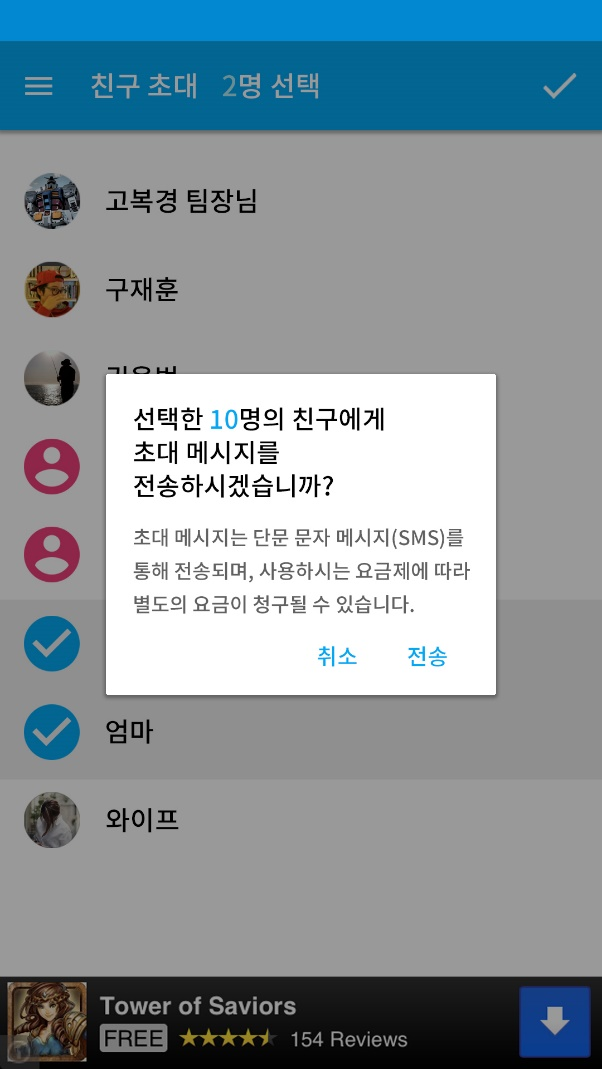 친구 초대 2명 선택
고복경 팀장님
구재훈
선택한 10명의 친구에게
초대 메시지를
전송하시겠습니까?
초대 메시지는 단문 문자 메시지(SMS)를
통해 전송되며, 사용하시는 요금제에 따라
별도의 요금이 청구될 수 있습니다.
취소 전송
엄마
와이프
Tower of Saviors
FREE 154 Reviews